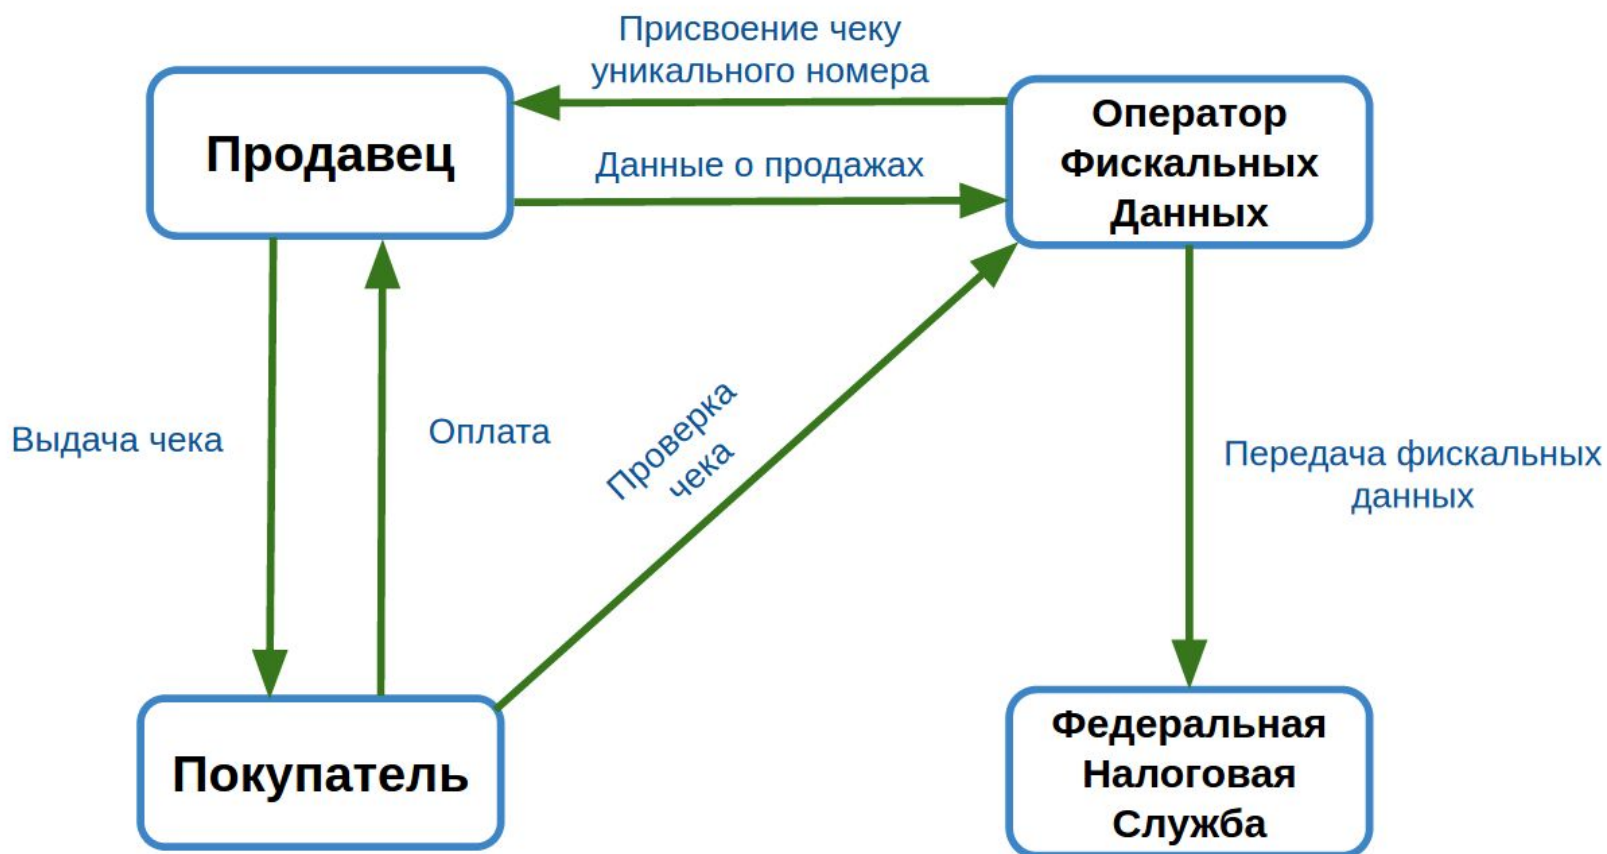 Присвоение чеку
уникального номера
Продавец
Оператор
Фискальных
Данных
Данные о продажах
Выдача чека
Оплата
Проверка
чека
Передача фискальных
данных
Покупатель
Федеральная
Налоговая
Служба